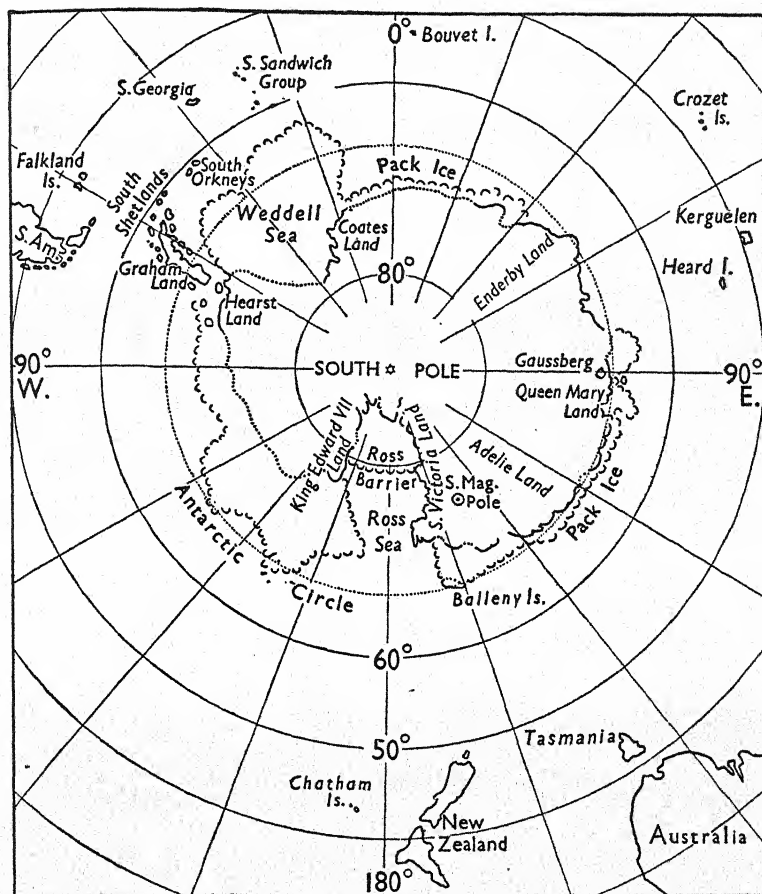 0°
Bouvet I.
S. Sandwich
Group
S. Georgia
Crozet
Is.
Falkland
Is.
South
Shetlands
South
Orkneys
Pack Ice
Weddell
Sea
Coates
Land
Kerguelen
S. Am.
Graham
Land
Hearst
Land
80°
Enderby Land
Heard I.
90°
W.
SOUTH POLE
Gaussberg
Queen Mary
Land
90°
E.
King Edward VII
Land
Ross
Barrier
S. Victoria Land
S. Mag.
Pole
Adelie Land
Pack Ice
Ross
Sea
Antarctic Circle
Balleny Is.
60°
50°
Tasmania
Chatham
Is.
New
Zealand
Australia
180°